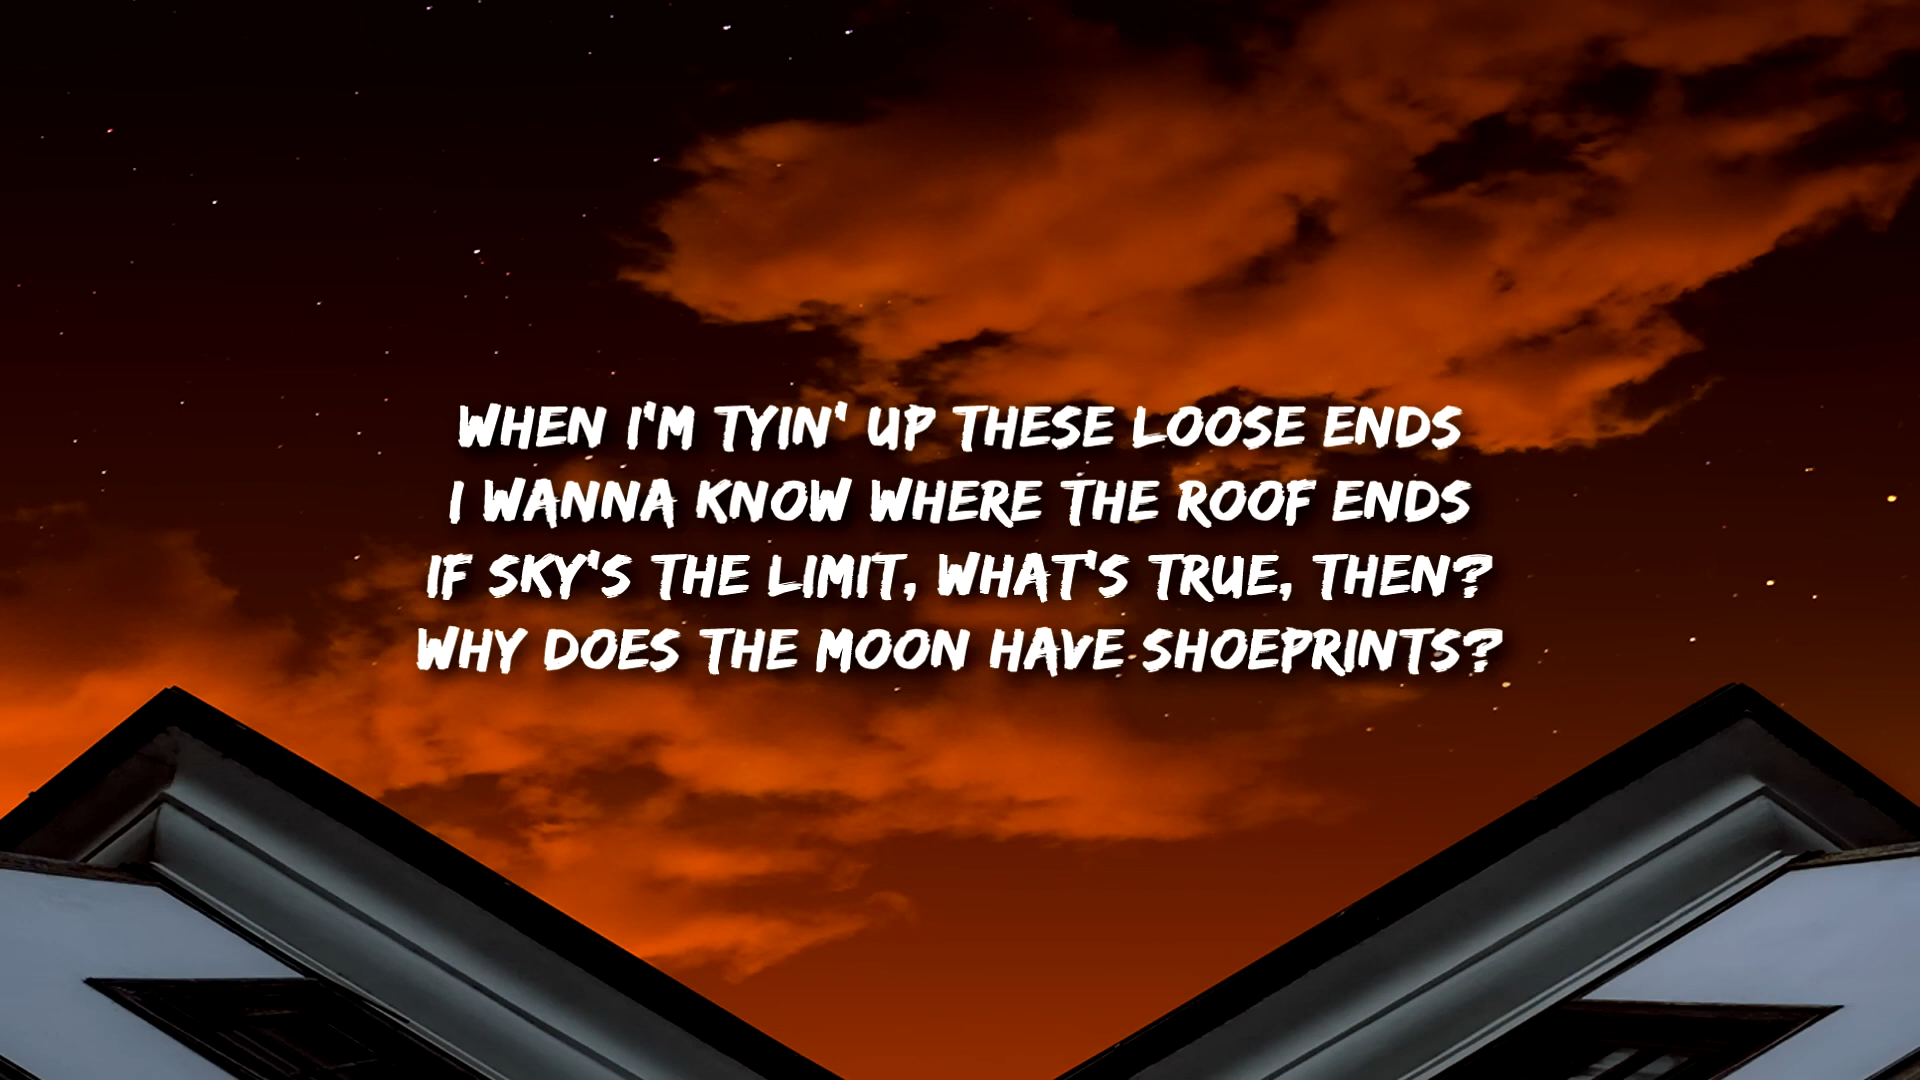 WHEN I'M TYIN' UP THESE LOOSE ENDS
I WANNA KNOW WHERE THE ROOF ENDS
IF SKY'S THE LIMIT, WHAT'S TRUE, THEN?
WHY DOES THE MOON HAVE SHOEPRINTS?